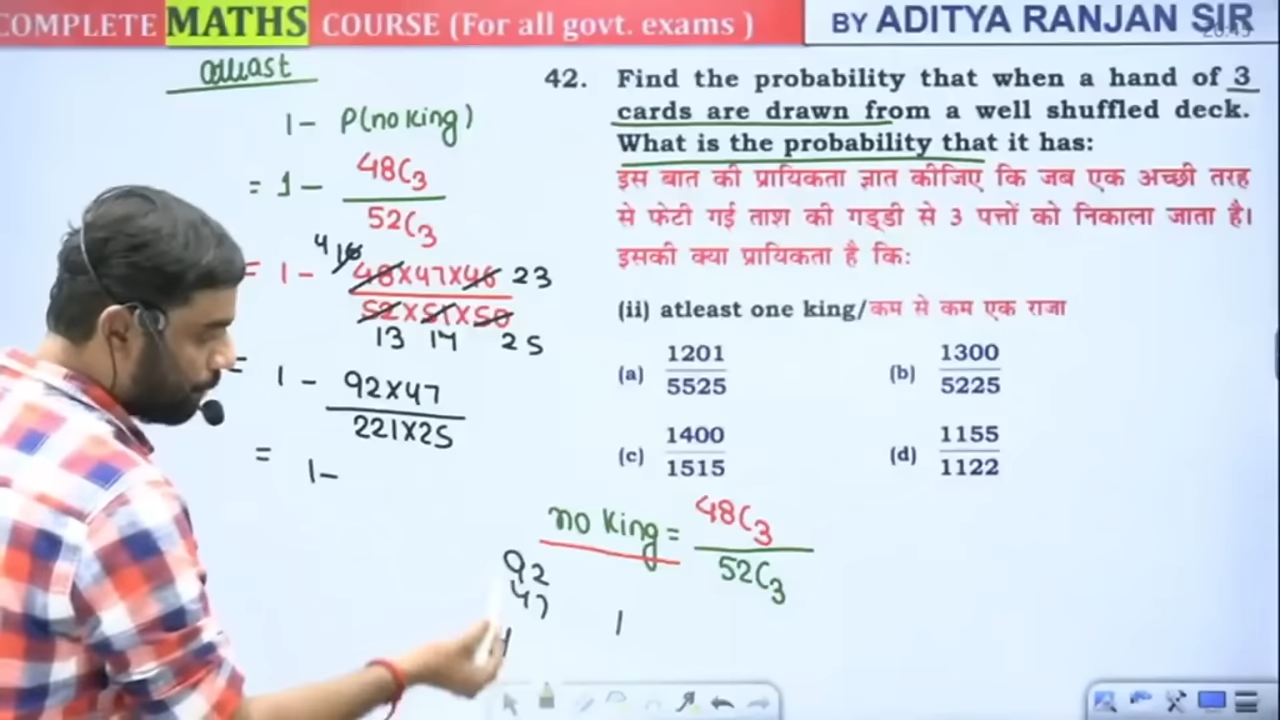 COMPLETE MATHS COURSE (For all govt. exams )
BY ADITYA RANJAN SIR
42. Find the probability that when a hand of 3
cards are drawn from a well shuffled deck.
What is the probability that it has:
इस बात की प्रायिकता ज्ञात कीजिए कि जब एक अच्छी तरह
से फेटी गई ताश की गड्डी से 3 पत्तों को निकाला जाता है।
इसकी क्या प्रायिकता है कि:
(ii) atleast one king/कम से कम एक राजा
(a) 1201/5525 (b) 1300/5225
(c) 1400/1515 (d) 1155/1122
1 - P(no king)
= 1 - 48C3/52C3
= 1 -
4 16
48×47×46 23
52×51×50
13 17 25
= 1 - 92×47/221×25
= 1 -
no king = 48C3/52C3
92
47
1